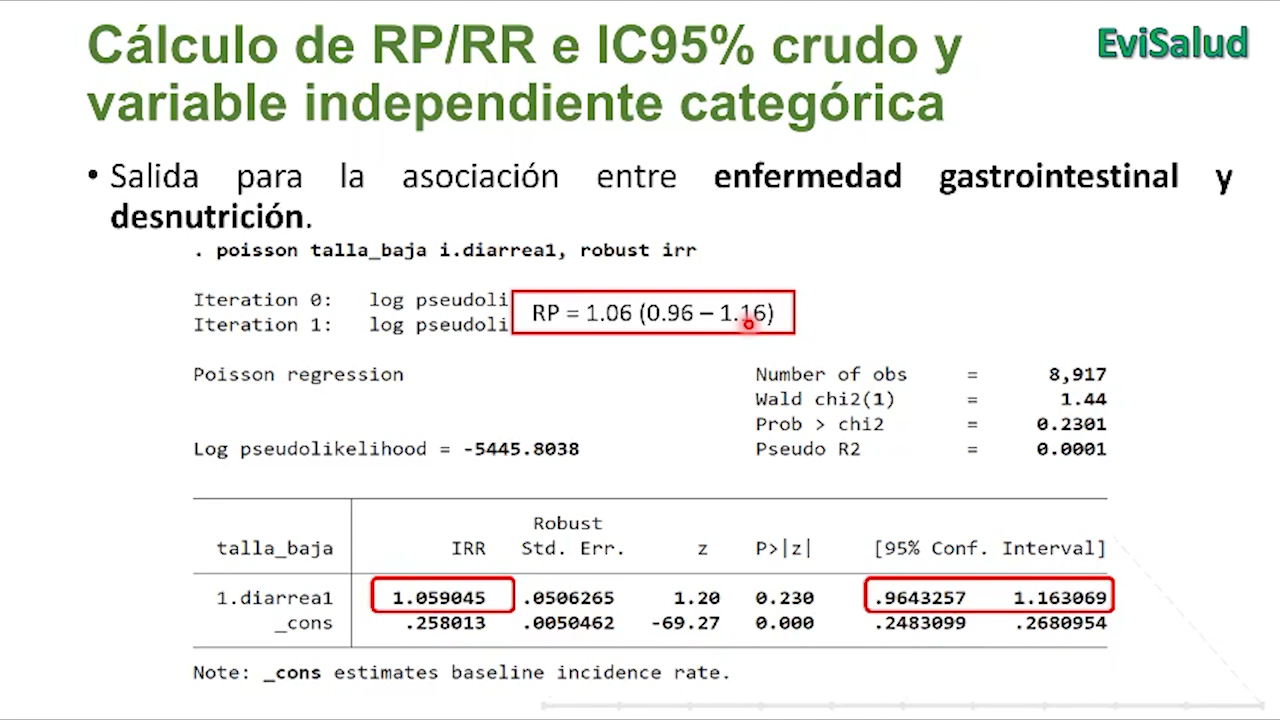 Cálculo de RP/RR e IC95% crudo y
variable independiente categórica
EviSalud
• Salida para la asociación entre enfermedad gastrointestinal y
desnutrición.
. poisson talla_baja i.diarrea1, robust irr
Iteration 0: log pseudoli
Iteration 1: log pseudoli
RP = 1.06 (0.96 – 1.16)
Poisson regression Number of obs = 8,917
Wald chi2(1) = 1.44
Prob > chi2 = 0.2301
Log pseudolikelihood = -5445.8038 Pseudo R2 = 0.0001
Robust
talla_baja IRR Std. Err. z P>|z| [95% Conf. Interval]
1.diarrea1 1.059045 .0506265 1.20 0.230 .9643257 1.163069
_cons .258013 .0050462 -69.27 0.000 .2483099 .2680954
Note: _cons estimates baseline incidence rate.